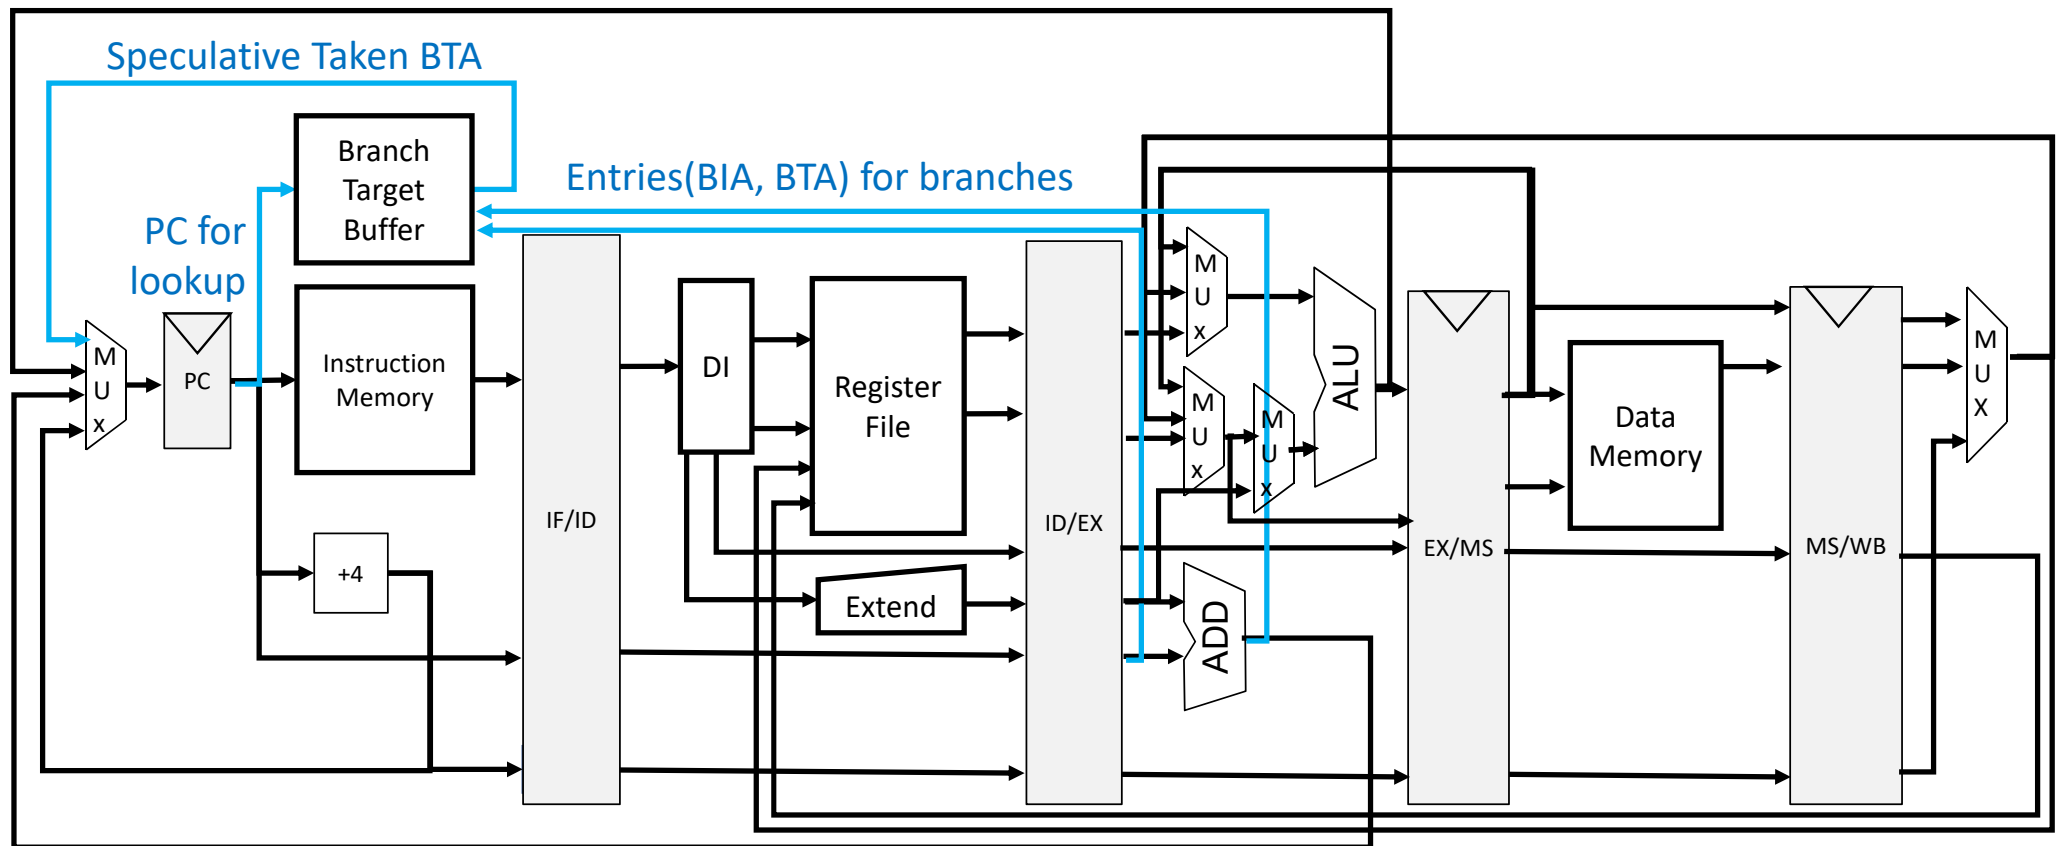 Speculative Taken BTA
Branch
Target
Buffer
Entries(BIA, BTA) for branches
PC for
lookup
M
U
x
PC
Instruction
Memory
+4
IF/ID
DI
Register
File
Extend
ID/EX
M
U
x
M
U
x
M
U
x
ALU
ADD
EX/MS
Data
Memory
MS/WB
M
U
X